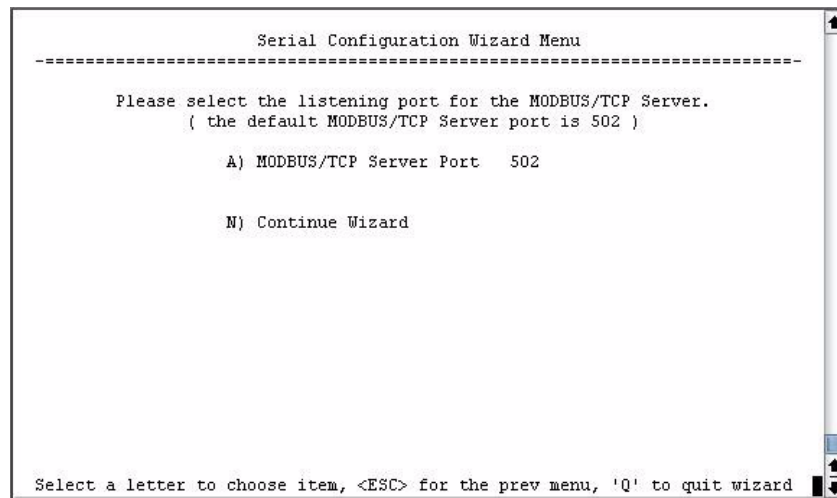 Serial Configuration Wizard Menu
-==========================================================================-
Please select the listening port for the MODBUS/TCP Server.
( the default MODBUS/TCP Server port is 502 )
A) MODBUS/TCP Server Port 502
N) Continue Wizard
Select a letter to choose item, <ESC> for the prev menu, 'Q' to quit wizard